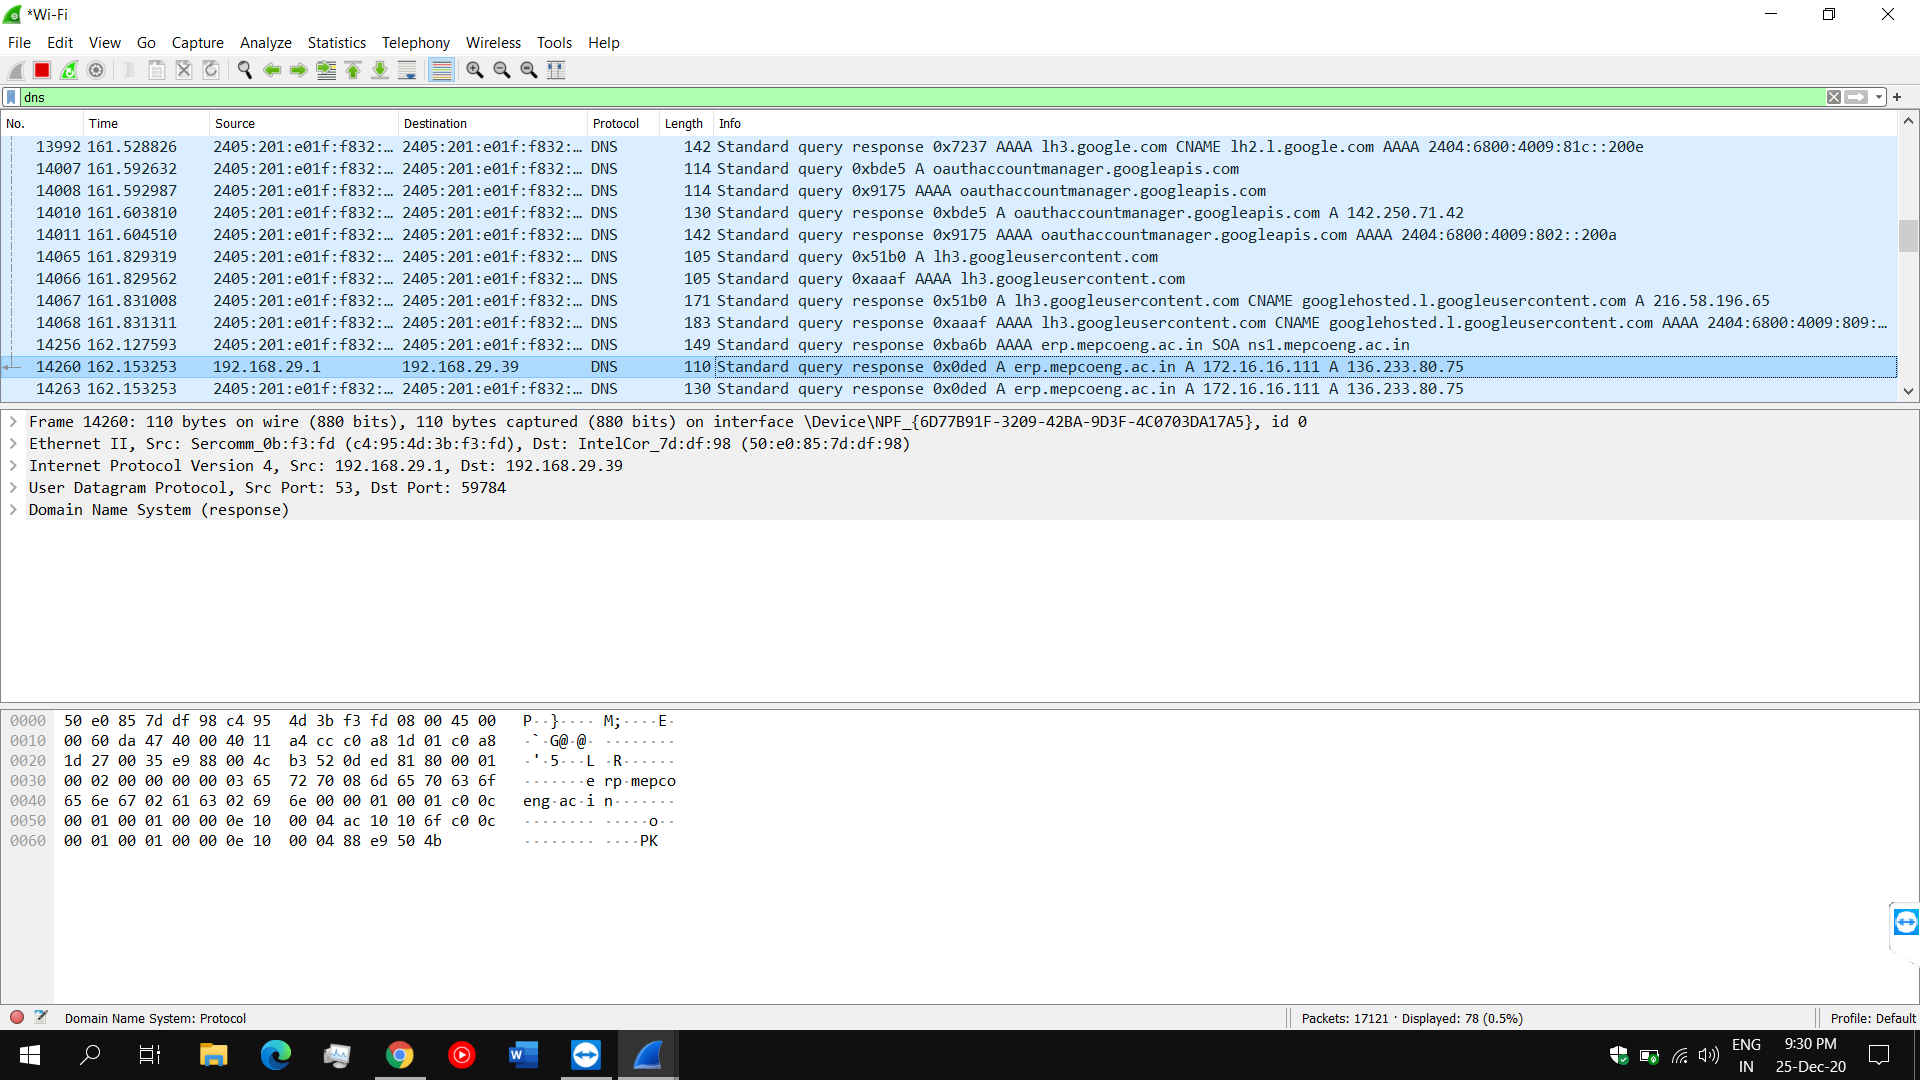 *Wi-Fi
File Edit View Go Capture Analyze Statistics Telephony Wireless Tools Help
dns
No. Time Source Destination Protocol Length Info
13992 161.528826 2405:201:e01f:f832:… 2405:201:e01f:f832:… DNS 142 Standard query response 0x7237 AAAA lh3.google.com CNAME lh2.l.google.com AAAA 2404:6800:4009:81c::200e
14007 161.592632 2405:201:e01f:f832:… 2405:201:e01f:f832:… DNS 114 Standard query 0xbde5 A oauthaccountmanager.googleapis.com
14008 161.592987 2405:201:e01f:f832:… 2405:201:e01f:f832:… DNS 114 Standard query 0x9175 AAAA oauthaccountmanager.googleapis.com
14010 161.603810 2405:201:e01f:f832:… 2405:201:e01f:f832:… DNS 130 Standard query response 0xbde5 A oauthaccountmanager.googleapis.com A 142.250.71.42
14011 161.604510 2405:201:e01f:f832:… 2405:201:e01f:f832:… DNS 142 Standard query response 0x9175 AAAA oauthaccountmanager.googleapis.com AAAA 2404:6800:4009:802::200a
14065 161.829319 2405:201:e01f:f832:… 2405:201:e01f:f832:… DNS 105 Standard query 0x51b0 A lh3.googleusercontent.com
14066 161.829562 2405:201:e01f:f832:… 2405:201:e01f:f832:… DNS 105 Standard query 0xaaaf AAAA lh3.googleusercontent.com
14067 161.831008 2405:201:e01f:f832:… 2405:201:e01f:f832:… DNS 171 Standard query response 0x51b0 A lh3.googleusercontent.com CNAME googlehosted.l.googleusercontent.com A 216.58.196.65
14068 161.831311 2405:201:e01f:f832:… 2405:201:e01f:f832:… DNS 183 Standard query response 0xaaaf AAAA lh3.googleusercontent.com CNAME googlehosted.l.googleusercontent.com AAAA 2404:6800:4009:809:…
14256 162.127593 2405:201:e01f:f832:… 2405:201:e01f:f832:… DNS 149 Standard query response 0xba6b AAAA erp.mepcoeng.ac.in SOA ns1.mepcoeng.ac.in
14260 162.153253 192.168.29.1 192.168.29.39 DNS 110 Standard query response 0x0ded A erp.mepcoeng.ac.in A 172.16.16.111 A 136.233.80.75
14263 162.153253 2405:201:e01f:f832:… 2405:201:e01f:f832:… DNS 130 Standard query response 0x0ded A erp.mepcoeng.ac.in A 172.16.16.111 A 136.233.80.75
Frame 14260: 110 bytes on wire (880 bits), 110 bytes captured (880 bits) on interface \Device\NPF_{6D77B91F-3209-42BA-9D3F-4C0703DA17A5}, id 0
Ethernet II, Src: Sercomm_0b:f3:fd (c4:95:4d:3b:f3:fd), Dst: IntelCor_7d:df:98 (50:e0:85:7d:df:98)
Internet Protocol Version 4, Src: 192.168.29.1, Dst: 192.168.29.39
User Datagram Protocol, Src Port: 53, Dst Port: 59784
Domain Name System (response)
0000 50 e0 85 7d df 98 c4 95 4d 3b f3 fd 08 00 45 00 P··}···· M;····E·
0010 00 60 da 47 40 00 40 11 a4 cc c0 a8 1d 01 c0 a8 ·`·G@·@· ········
0020 1d 27 00 35 e9 88 00 4c b3 52 0d ed 81 80 00 01 ·'·5···L ·R······
0030 00 02 00 00 00 00 03 65 72 70 08 6d 65 70 63 6f ·······e rp·mepco
0040 65 6e 67 02 61 63 02 69 6e 00 00 01 00 01 c0 0c eng·ac·i n·······
0050 00 01 00 01 00 00 0e 10 00 04 ac 10 10 6f c0 0c ········ ·····o··
0060 00 01 00 01 00 00 0e 10 00 04 88 e9 50 4b ········ ····PK
Domain Name System: Protocol
Packets: 17121 · Displayed: 78 (0.5%)
Profile: Default
ENG
IN
9:30 PM
25-Dec-20